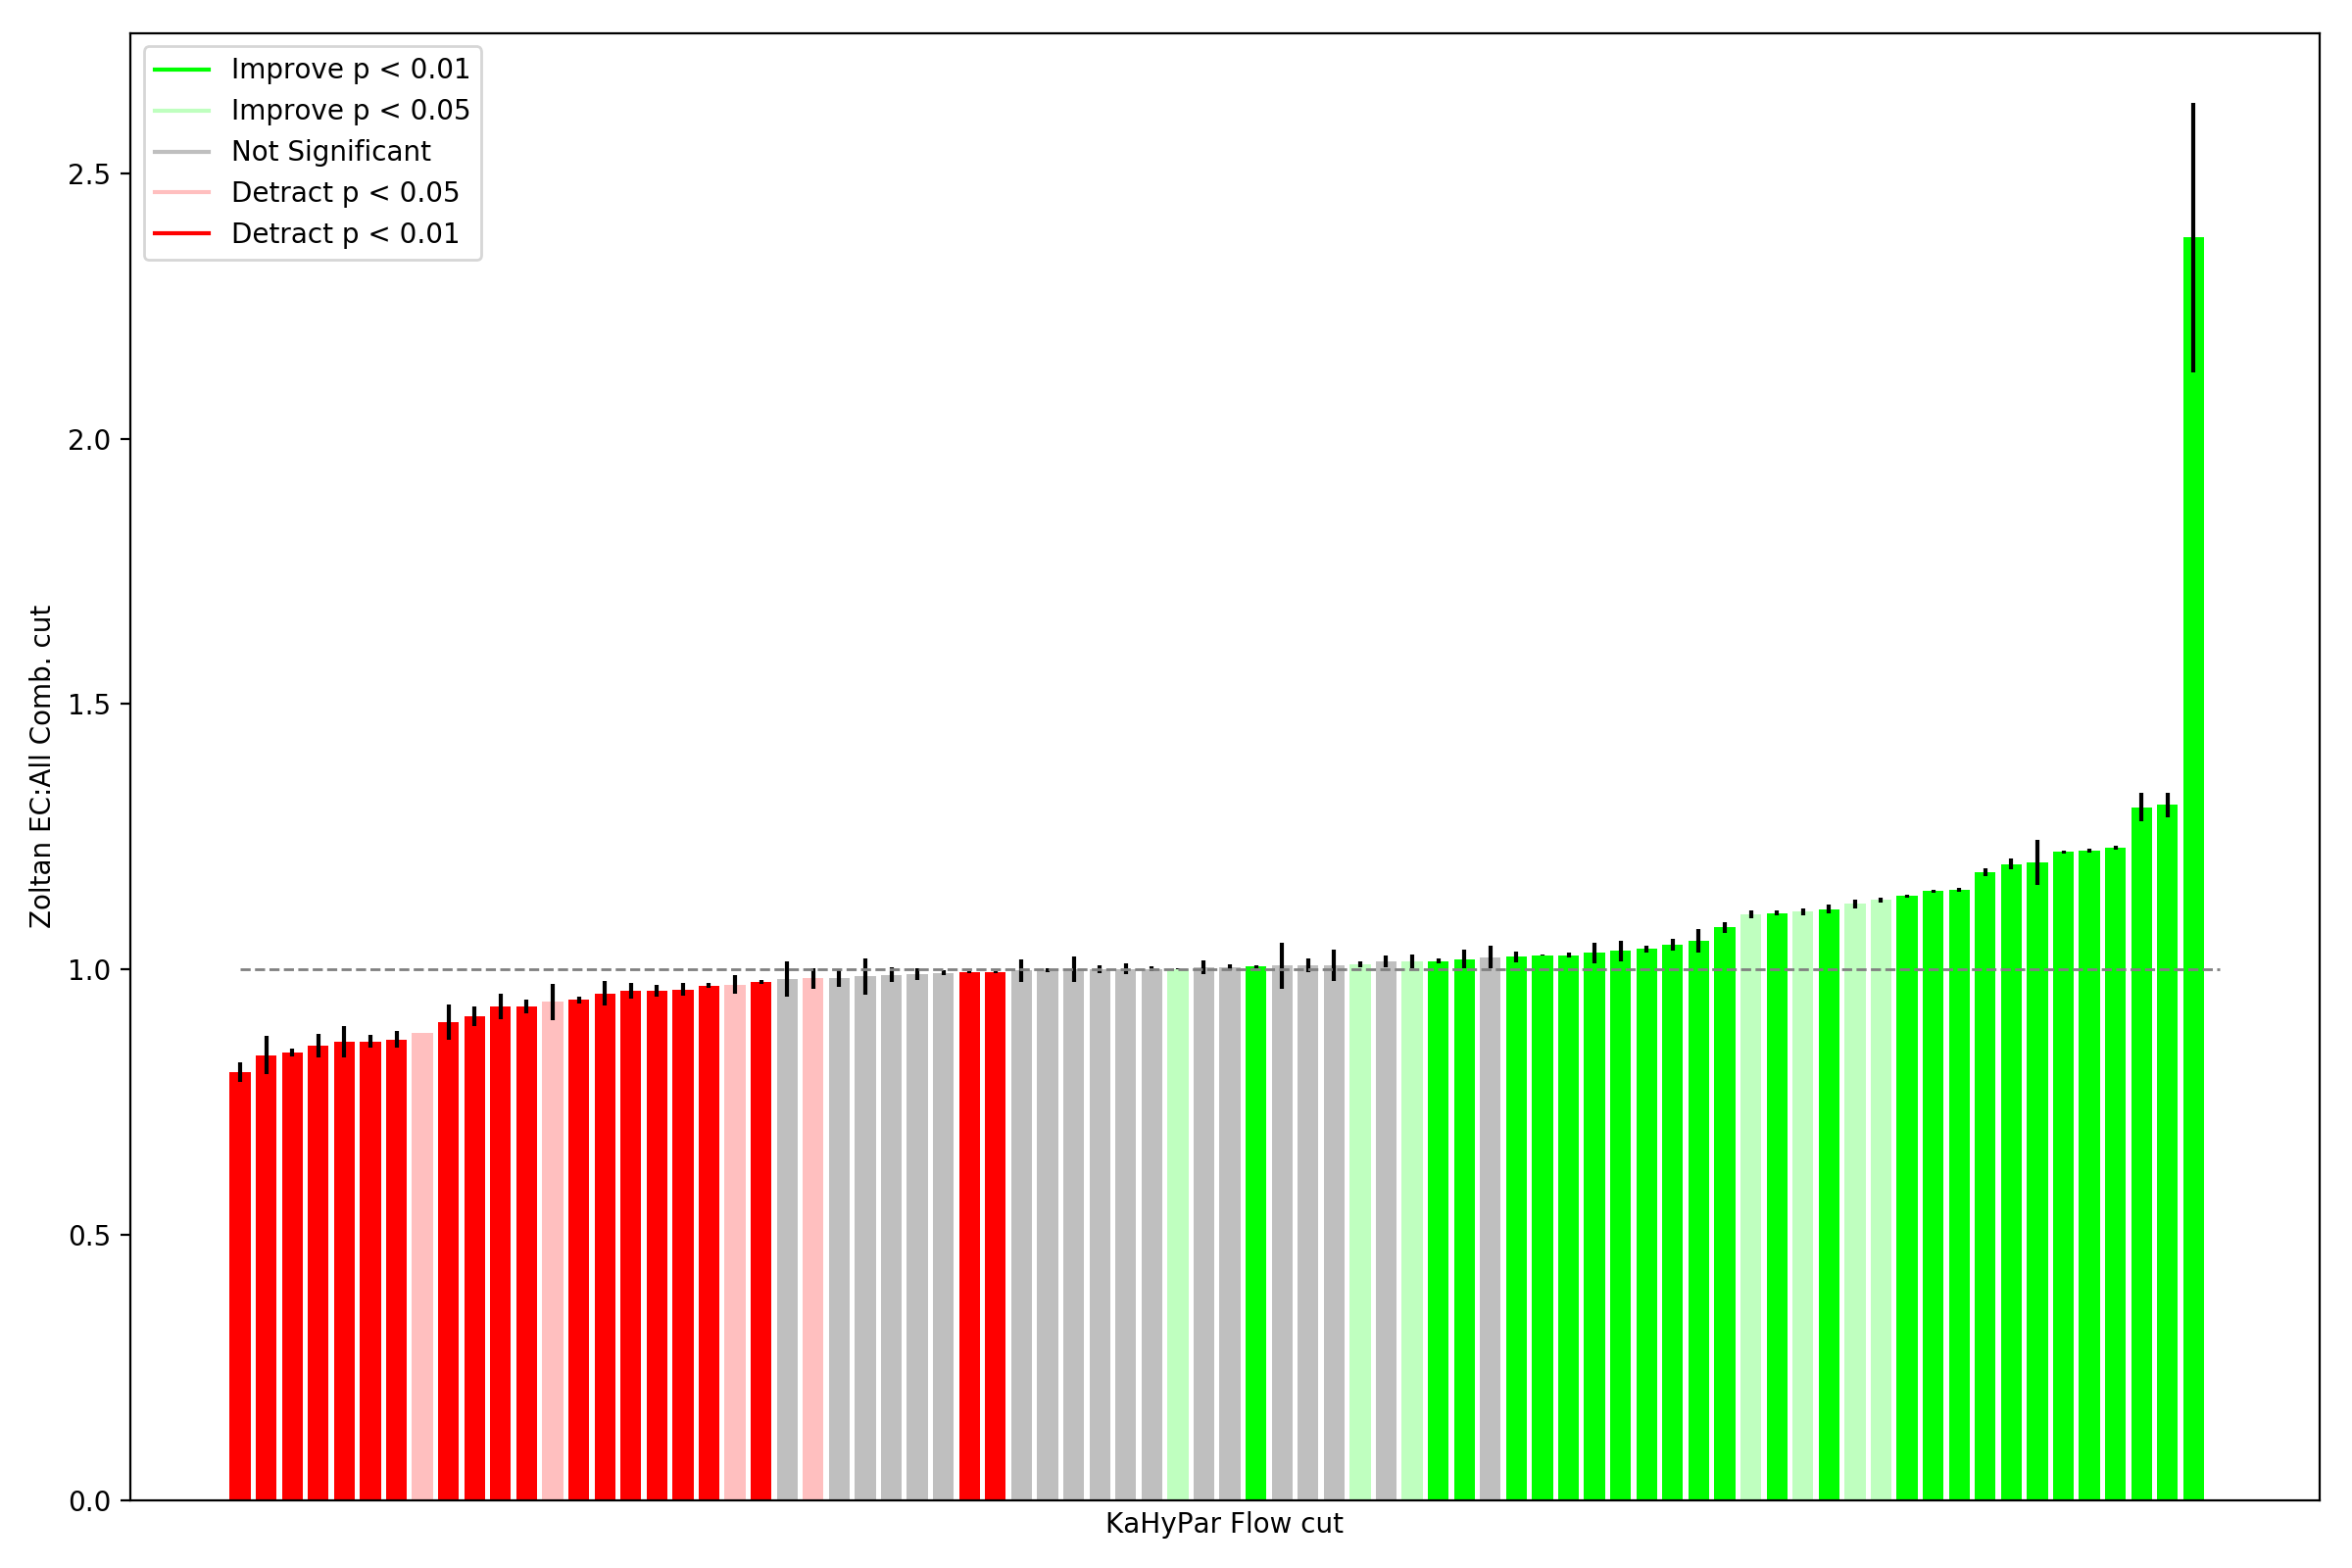 Improve p < 0.01
Improve p < 0.05
Not Significant
Detract p < 0.05
Detract p < 0.01
2.5
2.0
1.5
1.0
0.5
0.0
Zoltan EC:All Comb. cut
KaHyPar Flow cut